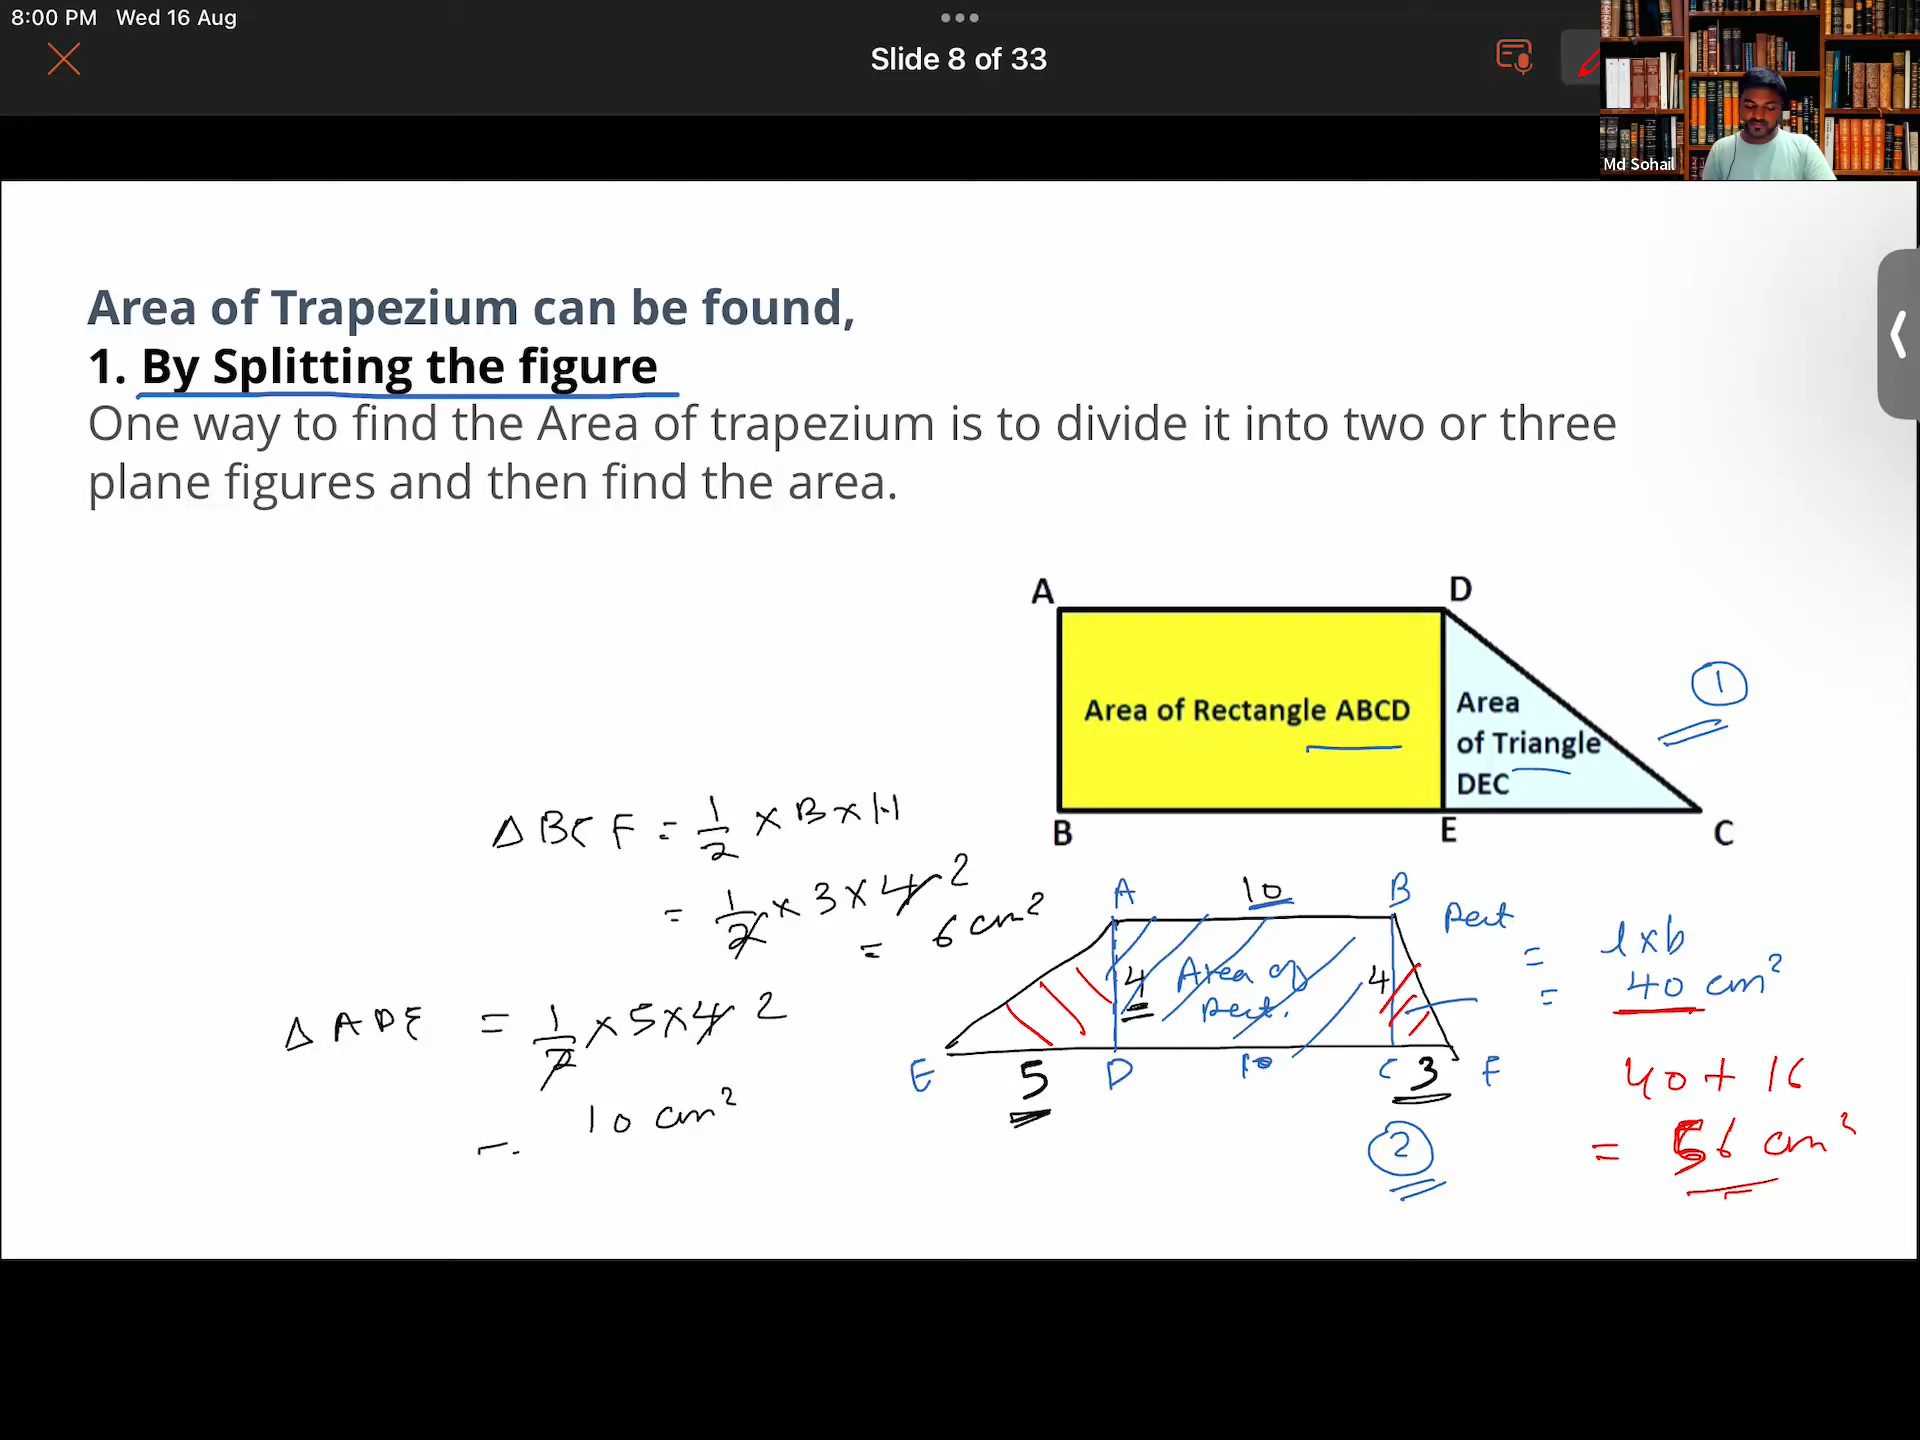 8:00 PM Wed 16 Aug
Slide 8 of 33
Md Sohail
Area of Trapezium can be found,
1. By Splitting the figure
One way to find the Area of trapezium is to divide it into two or three
plane figures and then find the area.
A D
Area of Rectangle ABCD
Area
of Triangle
DEC
B E C
1
Δ BCF = 1/2 × B × H
= 1/2 × 3 × 4 2
= 6 cm²
Δ ADE = 1/2 × 5 × 4 2
= 10 cm²
A 10 B
4 Area of 4
Rect.
E 5 D 10 C 3 F
2
Rect = l×b
= 40 cm²
40 + 16
= 56 cm²